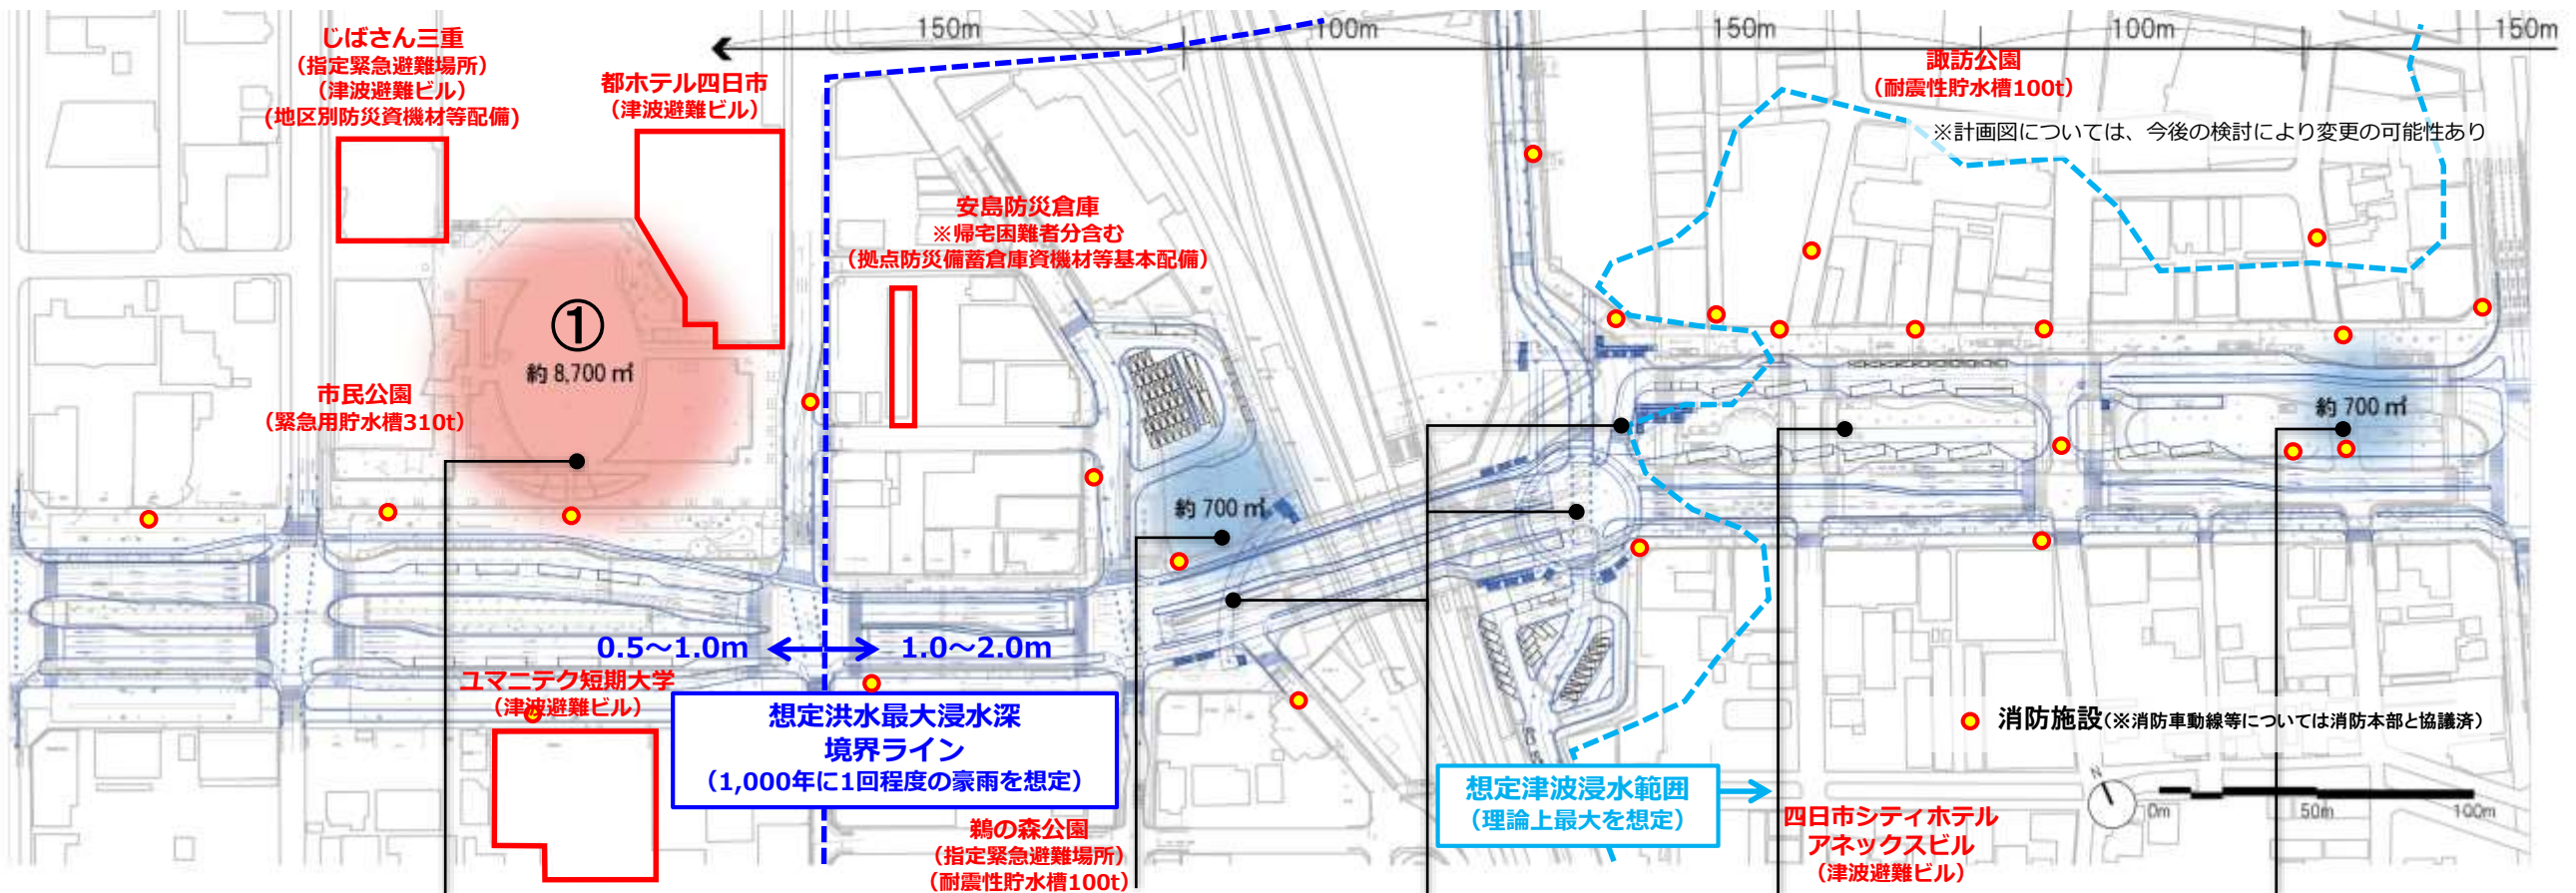 150m
100m
150m
100m
150m
じばさん三重
（指定緊急避難場所）
（津波避難ビル）
(地区別防災資機材等配備)
都ホテル四日市
（津波避難ビル）
諏訪公園
（耐震性貯水槽100t）
※計画図については、今後の検討により変更の可能性あり
安島防災倉庫
※帰宅困難者分含む
（拠点防災備蓄倉庫資機材等基本配備）
①
約 8,700 ㎡
市民公園
（緊急用貯水槽310t）
約 700 ㎡
約 700 ㎡
0.5～1.0m
1.0～2.0m
ユマニテク短期大学
（津波避難ビル）
想定洪水最大浸水深
境界ライン
（1,000年に1回程度の豪雨を想定）
消防施設（※消防車動線等については消防本部と協議済）
想定津波浸水範囲
（理論上最大を想定）
N
0m
50m
100m
四日市シティホテル
アネックスビル
（津波避難ビル）
鵜の森公園
（指定緊急避難場所）
（耐震性貯水槽100t）